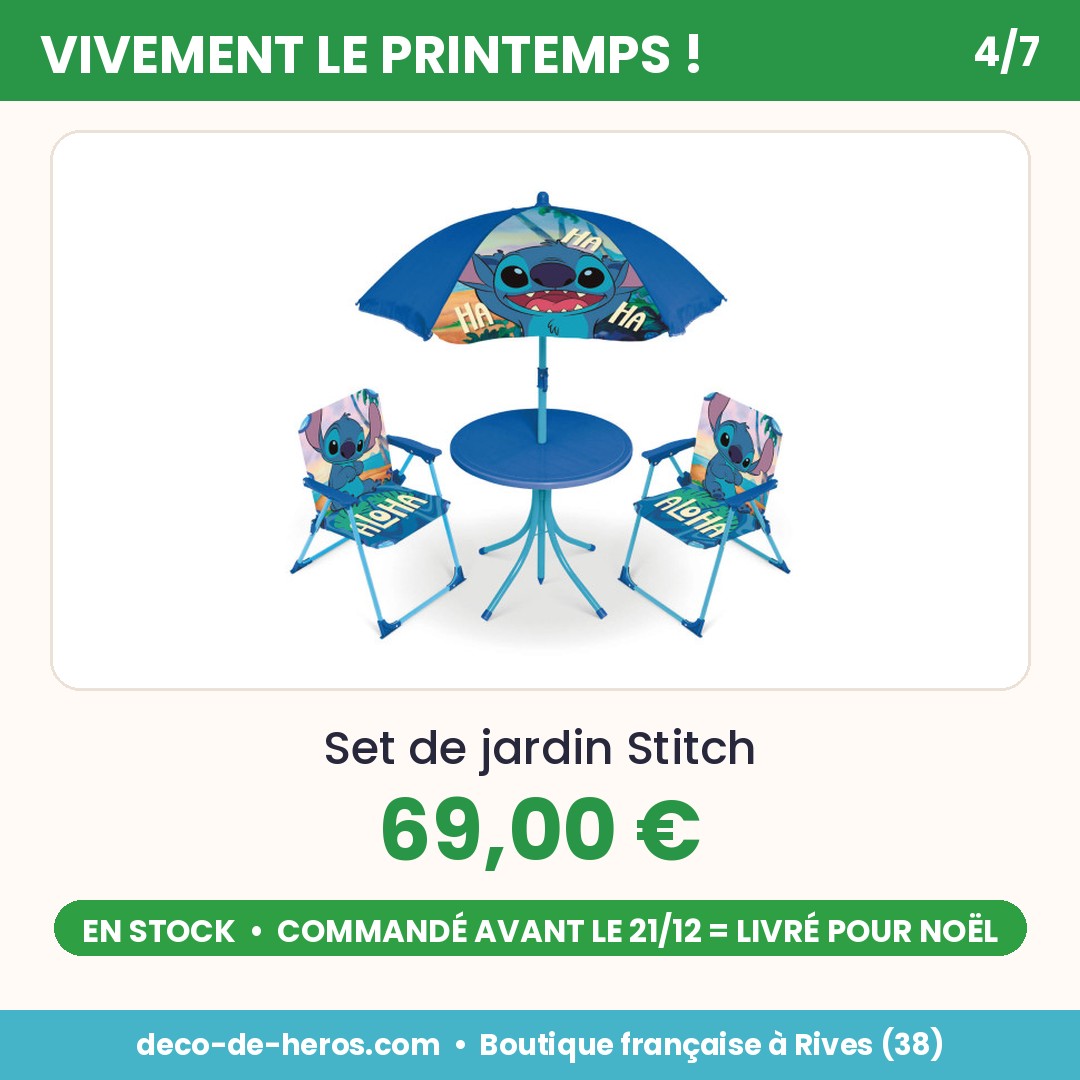 VIVEMENT LE PRINTEMPS !
4/7
HA
HA
HA
ALOHA
ALOHA
Set de jardin Stitch
69,00 €
EN STOCK • COMMANDÉ AVANT LE 21/12 = LIVRÉ POUR NOËL
deco-de-heros.com • Boutique française à Rives (38)